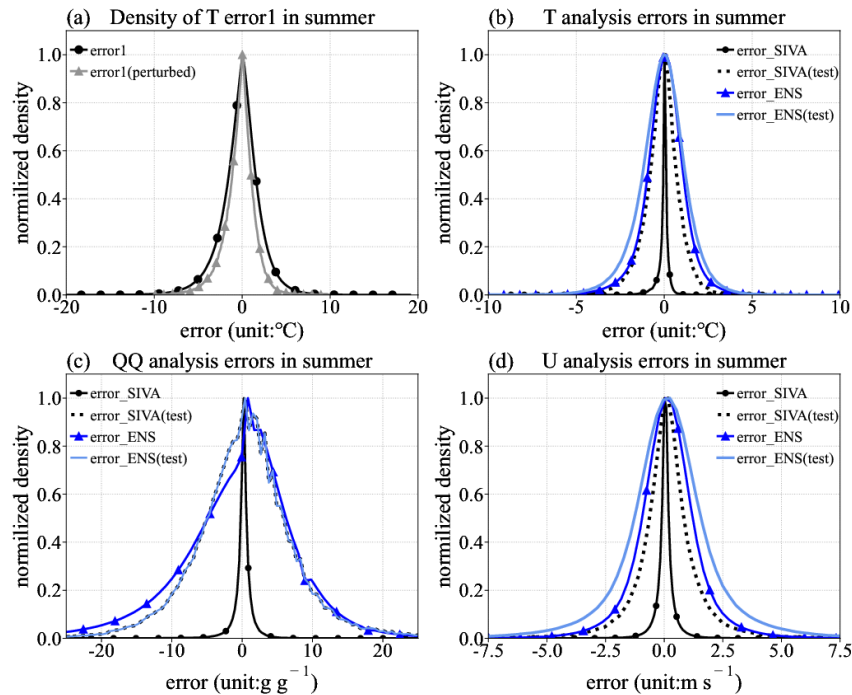 (a) Density of T error1 in summer
error1
error1(perturbed)
normilized density
1.0
0.8
0.6
0.4
0.2
0.0
-20 -10 0 10 20
error (unit:°C)
(b) T analysis errors in summer
error_SIVA
error_SIVA(test)
error_ENS
error_ENS(test)
normilized density
1.0
0.8
0.6
0.4
0.2
0.0
-10 -5 0 5 10
error (unit:°C)
(c) QQ analysis errors in summer
error_SIVA
error_SIVA(test)
error_ENS
error_ENS(test)
normilized density
1.0
0.8
0.6
0.4
0.2
0.0
-20 -10 0 10 20
error (unit:g g⁻¹)
(d) U analysis errors in summer
error_SIVA
error_SIVA(test)
error_ENS
error_ENS(test)
normilized density
1.0
0.8
0.6
0.4
0.2
0.0
-7.5 -5.0 -2.5 0.0 2.5 5.0 7.5
error (unit:m s⁻¹)